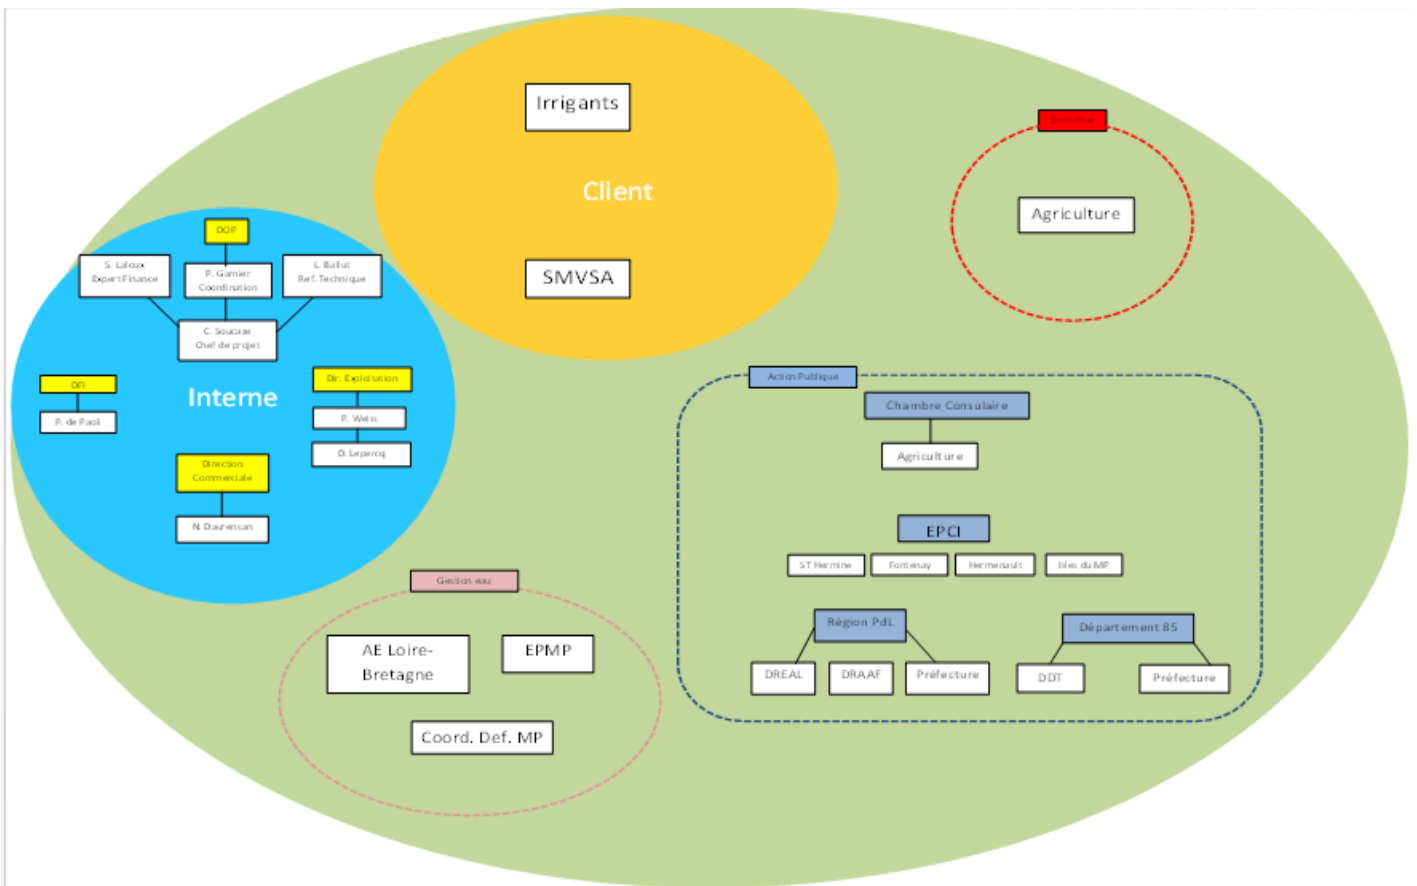 Irrigants
Client
SMVSA
Economie
Agriculture
DOP
S. Laloux
Expert Finance
P. Garnier
Coordination
L. Ballut
Ref. Technique
C. Soucaze
Chef de projet
Interne
DFI
P. de Paoli
Dir. Exploitation
P. Weiss
D. Lepercq
Direction
Commerciale
N. Daurensan
Action Publique
Chambre Consulaire
Agriculture
EPCI
ST Hermine
Fontenay
Hermenault
Isles du MP
Région PdL
DREAL
DRAAF
Préfecture
Département 85
DDT
Préfecture
Gestion eau
AE Loire-
Bretagne
EPMP
Coord. Def. MP